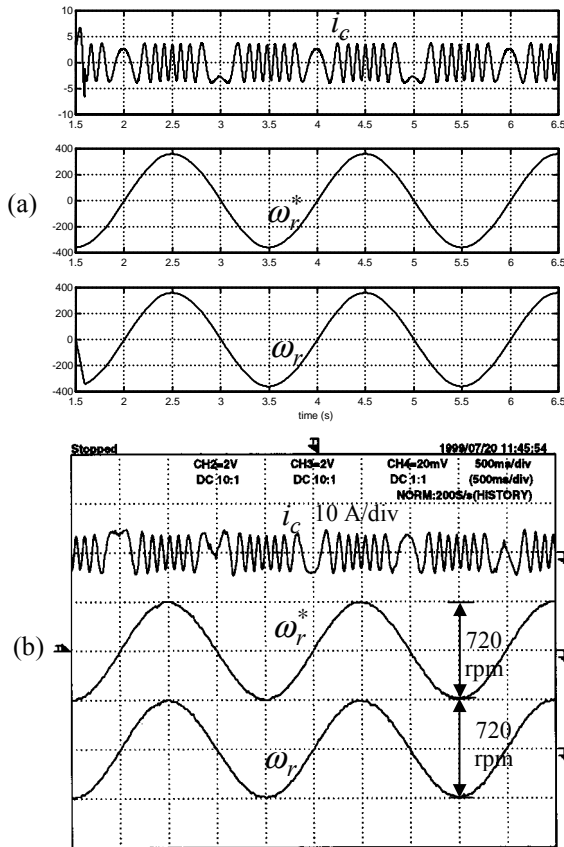 i_c
10
5
0
-5
-10
1.5 2 2.5 3 3.5 4 4.5 5 5.5 6 6.5
(a)
400
200
0
-200
-400
ω_r^*
1.5 2 2.5 3 3.5 4 4.5 5 5.5 6 6.5
400
200
0
-200
-400
ω_r
1.5 2 2.5 3 3.5 4 4.5 5 5.5 6 6.5
time (s)
(b)
Stopped 1999/07/20 11:45:54
CH2=2V CH3=2V CH4=20mV 500ms/div
DC 10:1 DC 10:1 DC 1:1 (500ms/div)
NORM:200S/s(HISTORY)
i_c 10 A/div
ω_r^*
720
rpm
ω_r
720
rpm